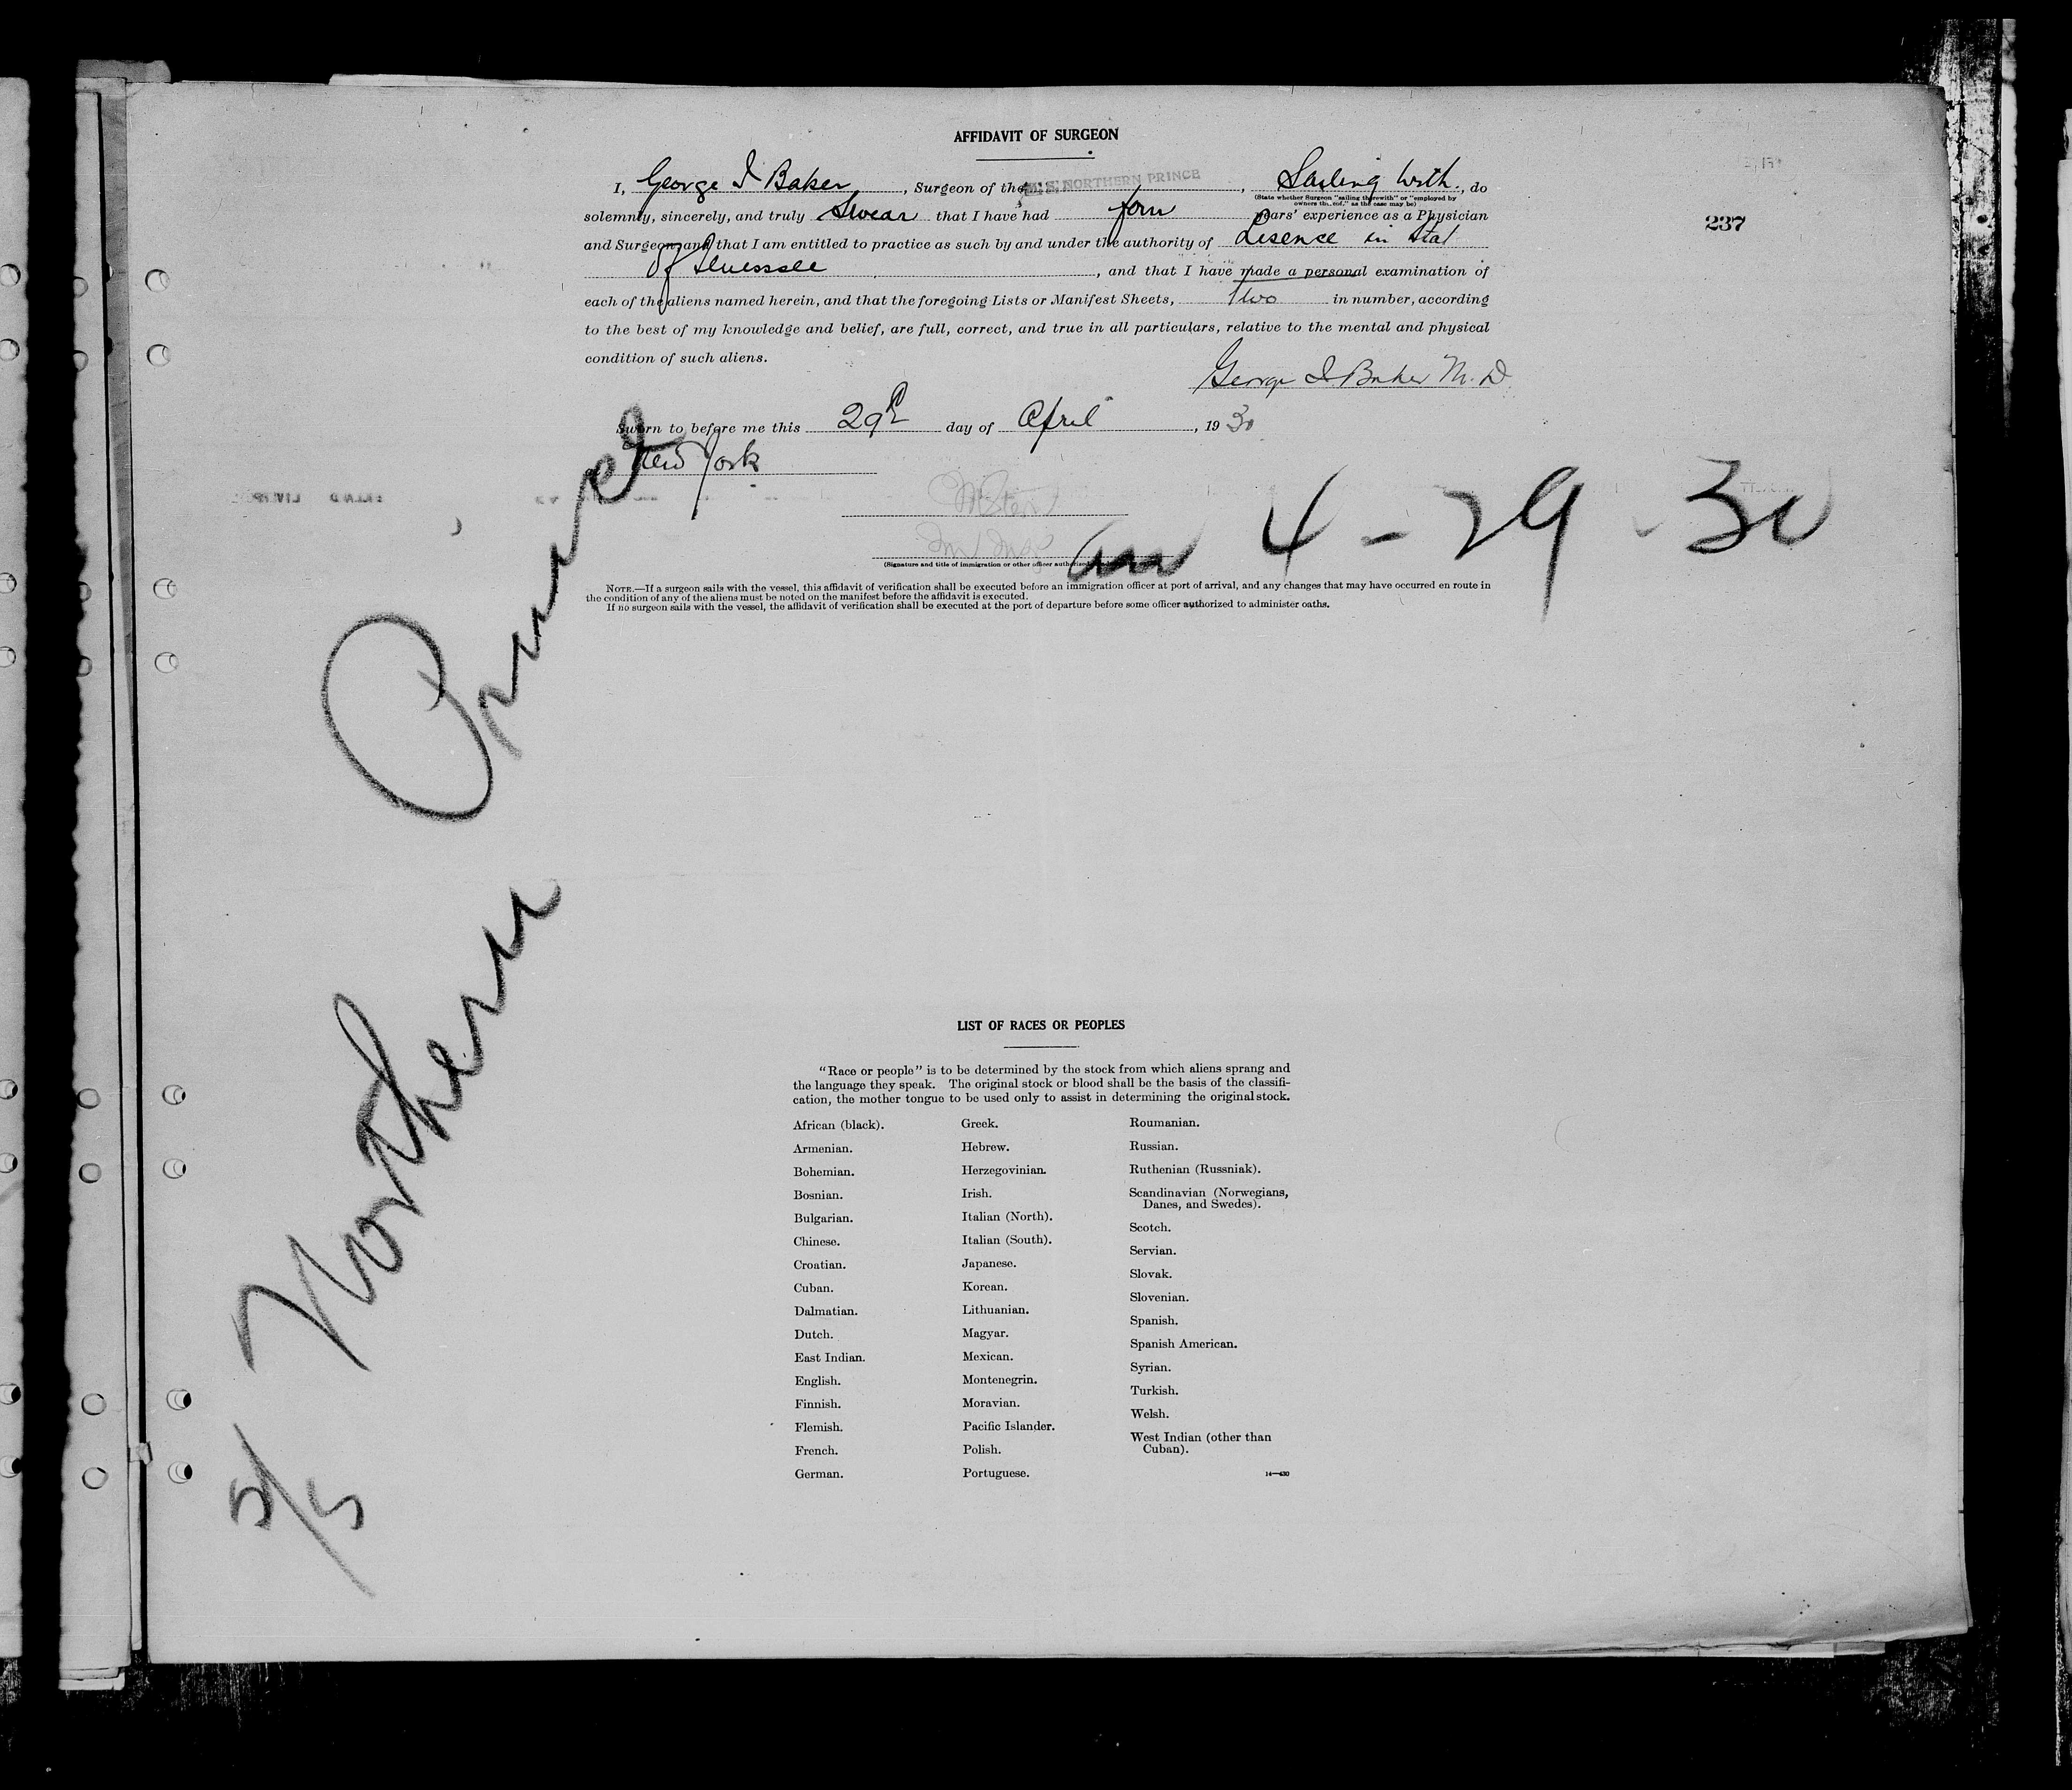 AFFIDAVIT OF SURGEON
I, George I Baker, Surgeon of the M. S. NORTHERN PRINCE, Sailing with, do
(State whether Surgeon "sailing therewith" or "employed by
owners thereof," as the case may be)
solemnly, sincerely, and truly Swear that I have had four years' experience as a Physician
237
and Surgeon, and that I am entitled to practice as such by and under the authority of Lisence in Stat
of Tennessee, and that I have made a personal examination of
each of the aliens named herein, and that the foregoing Lists or Manifest Sheets, two in number, according
to the best of my knowledge and belief, are full, correct, and true in all particulars, relative to the mental and physical
condition of such aliens.
George I. Baker M. D.
Sworn to before me this 29th day of April, 1930
New York
arr 4-29-30
(Signature and title of immigration or other officer
NOTE.—If a surgeon sails with the vessel, this affidavit of verification shall be executed before an immigration officer at port of arrival, and any changes that may have occurred en route in
the condition of any of the aliens must be noted on the manifest before the affidavit is executed.
If no surgeon sails with the vessel, the affidavit of verification shall be executed at the port of departure before some officer authorized to administer oaths.
Northern Prince
5/5
LIST OF RACES OR PEOPLES
"Race or people" is to be determined by the stock from which aliens sprang and
the language they speak. The original stock or blood shall be the basis of the classifi-
cation, the mother tongue to be used only to assist in determining the original stock.
African (black).
Armenian.
Bohemian.
Bosnian.
Bulgarian.
Chinese.
Croatian.
Cuban.
Dalmatian.
Dutch.
East Indian.
English.
Finnish.
Flemish.
French.
German.
Greek.
Hebrew.
Herzegovinian.
Irish.
Italian (North).
Italian (South).
Japanese.
Korean.
Lithuanian.
Magyar.
Mexican.
Montenegrin.
Moravian.
Pacific Islander.
Polish.
Portuguese.
Roumanian.
Russian.
Ruthenian (Russniak).
Scandinavian (Norwegians,
Danes, and Swedes).
Scotch.
Servian.
Slovak.
Slovenian.
Spanish.
Spanish American.
Syrian.
Turkish.
Welsh.
West Indian (other than
Cuban).
14—430